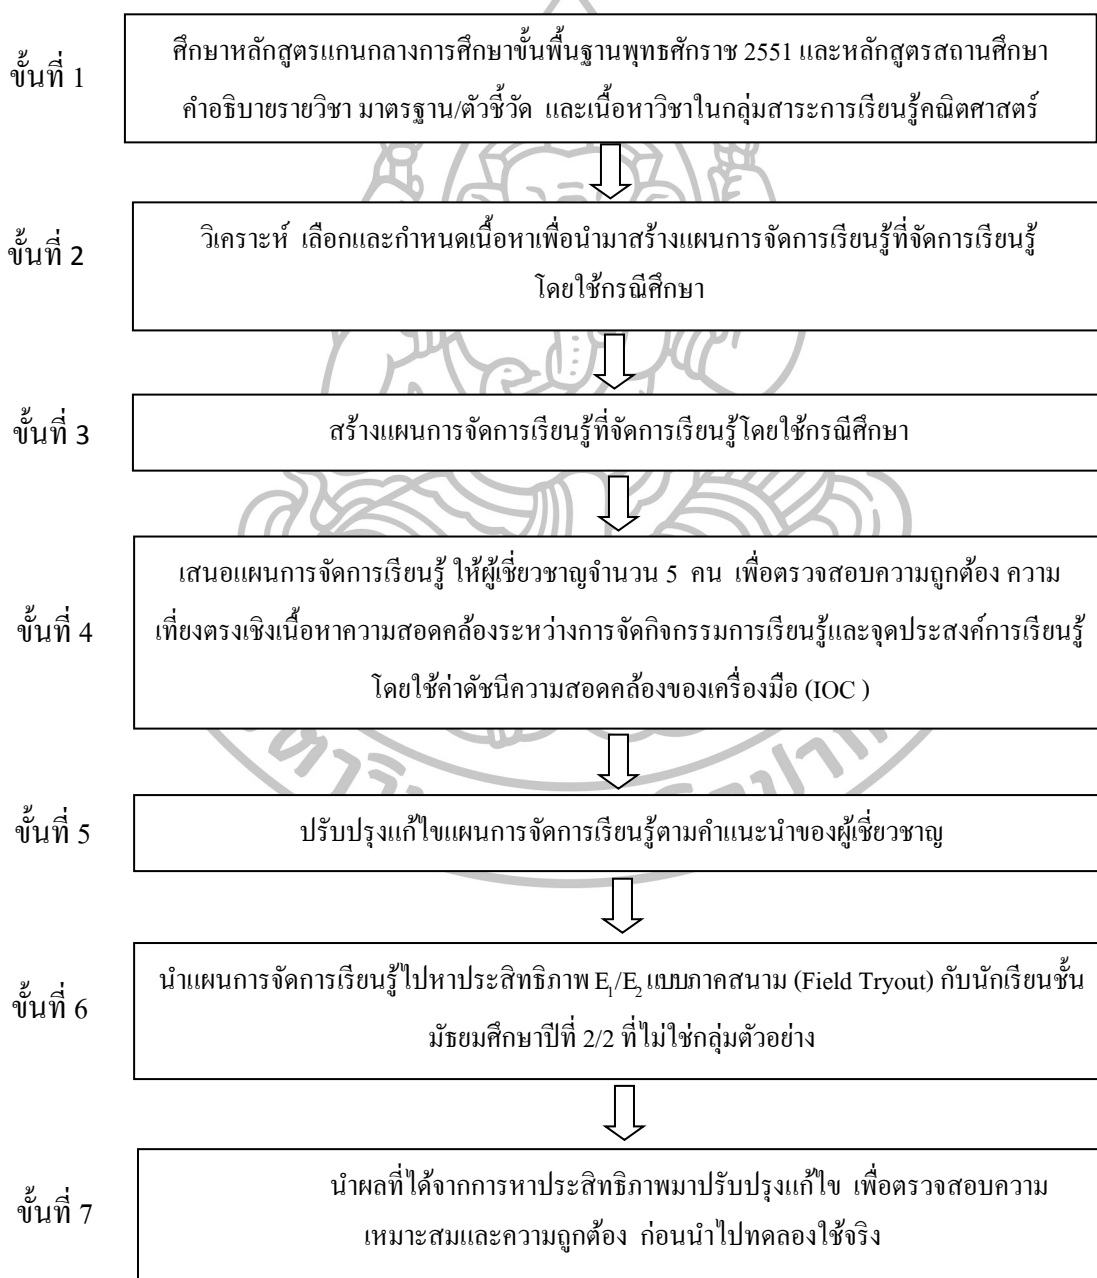 ขั้นที่ 1
ศึกษาหลักสูตรแกนกลางการศึกษาขั้นพื้นฐานพุทธศักราช 2551 และหลักสูตรสถานศึกษา
คำอธิบายรายวิชา มาตรฐาน/ตัวชี้วัด และเนื้อหาวิชาในกลุ่มสาระการเรียนรู้คณิตศาสตร์
ขั้นที่ 2
วิเคราะห์ เลือกและกำหนดเนื้อหาเพื่อนำมาสร้างแผนการจัดการเรียนรู้ที่จัดการเรียนรู้
โดยใช้กรณีศึกษา
ขั้นที่ 3
สร้างแผนการจัดการเรียนรู้ที่จัดการเรียนรู้โดยใช้กรณีศึกษา
ขั้นที่ 4
เสนอแผนการจัดการเรียนรู้ ให้ผู้เชี่ยวชาญจำนวน 5 คน เพื่อตรวจสอบความถูกต้อง ความ
เที่ยงตรงเชิงเนื้อหาความสอดคล้องระหว่างการจัดกิจกรรมการเรียนรู้และจุดประสงค์การเรียนรู้
โดยใช้ค่าดัชนีความสอดคล้องของเครื่องมือ (IOC )
ขั้นที่ 5
ปรับปรุงแก้ไขแผนการจัดการเรียนรู้ตามคำแนะนำของผู้เชี่ยวชาญ
ขั้นที่ 6
นำแผนการจัดการเรียนรู้ไปหาประสิทธิภาพ E₁/E₂ แบบภาคสนาม (Field Tryout) กับนักเรียนชั้น
มัธยมศึกษาปีที่ 2/2 ที่ไม่ใช่กลุ่มตัวอย่าง
ขั้นที่ 7
นำผลที่ได้จากการหาประสิทธิภาพมาปรับปรุงแก้ไข เพื่อตรวจสอบความ
เหมาะสมและความถูกต้อง ก่อนนำไปทดลองใช้จริง